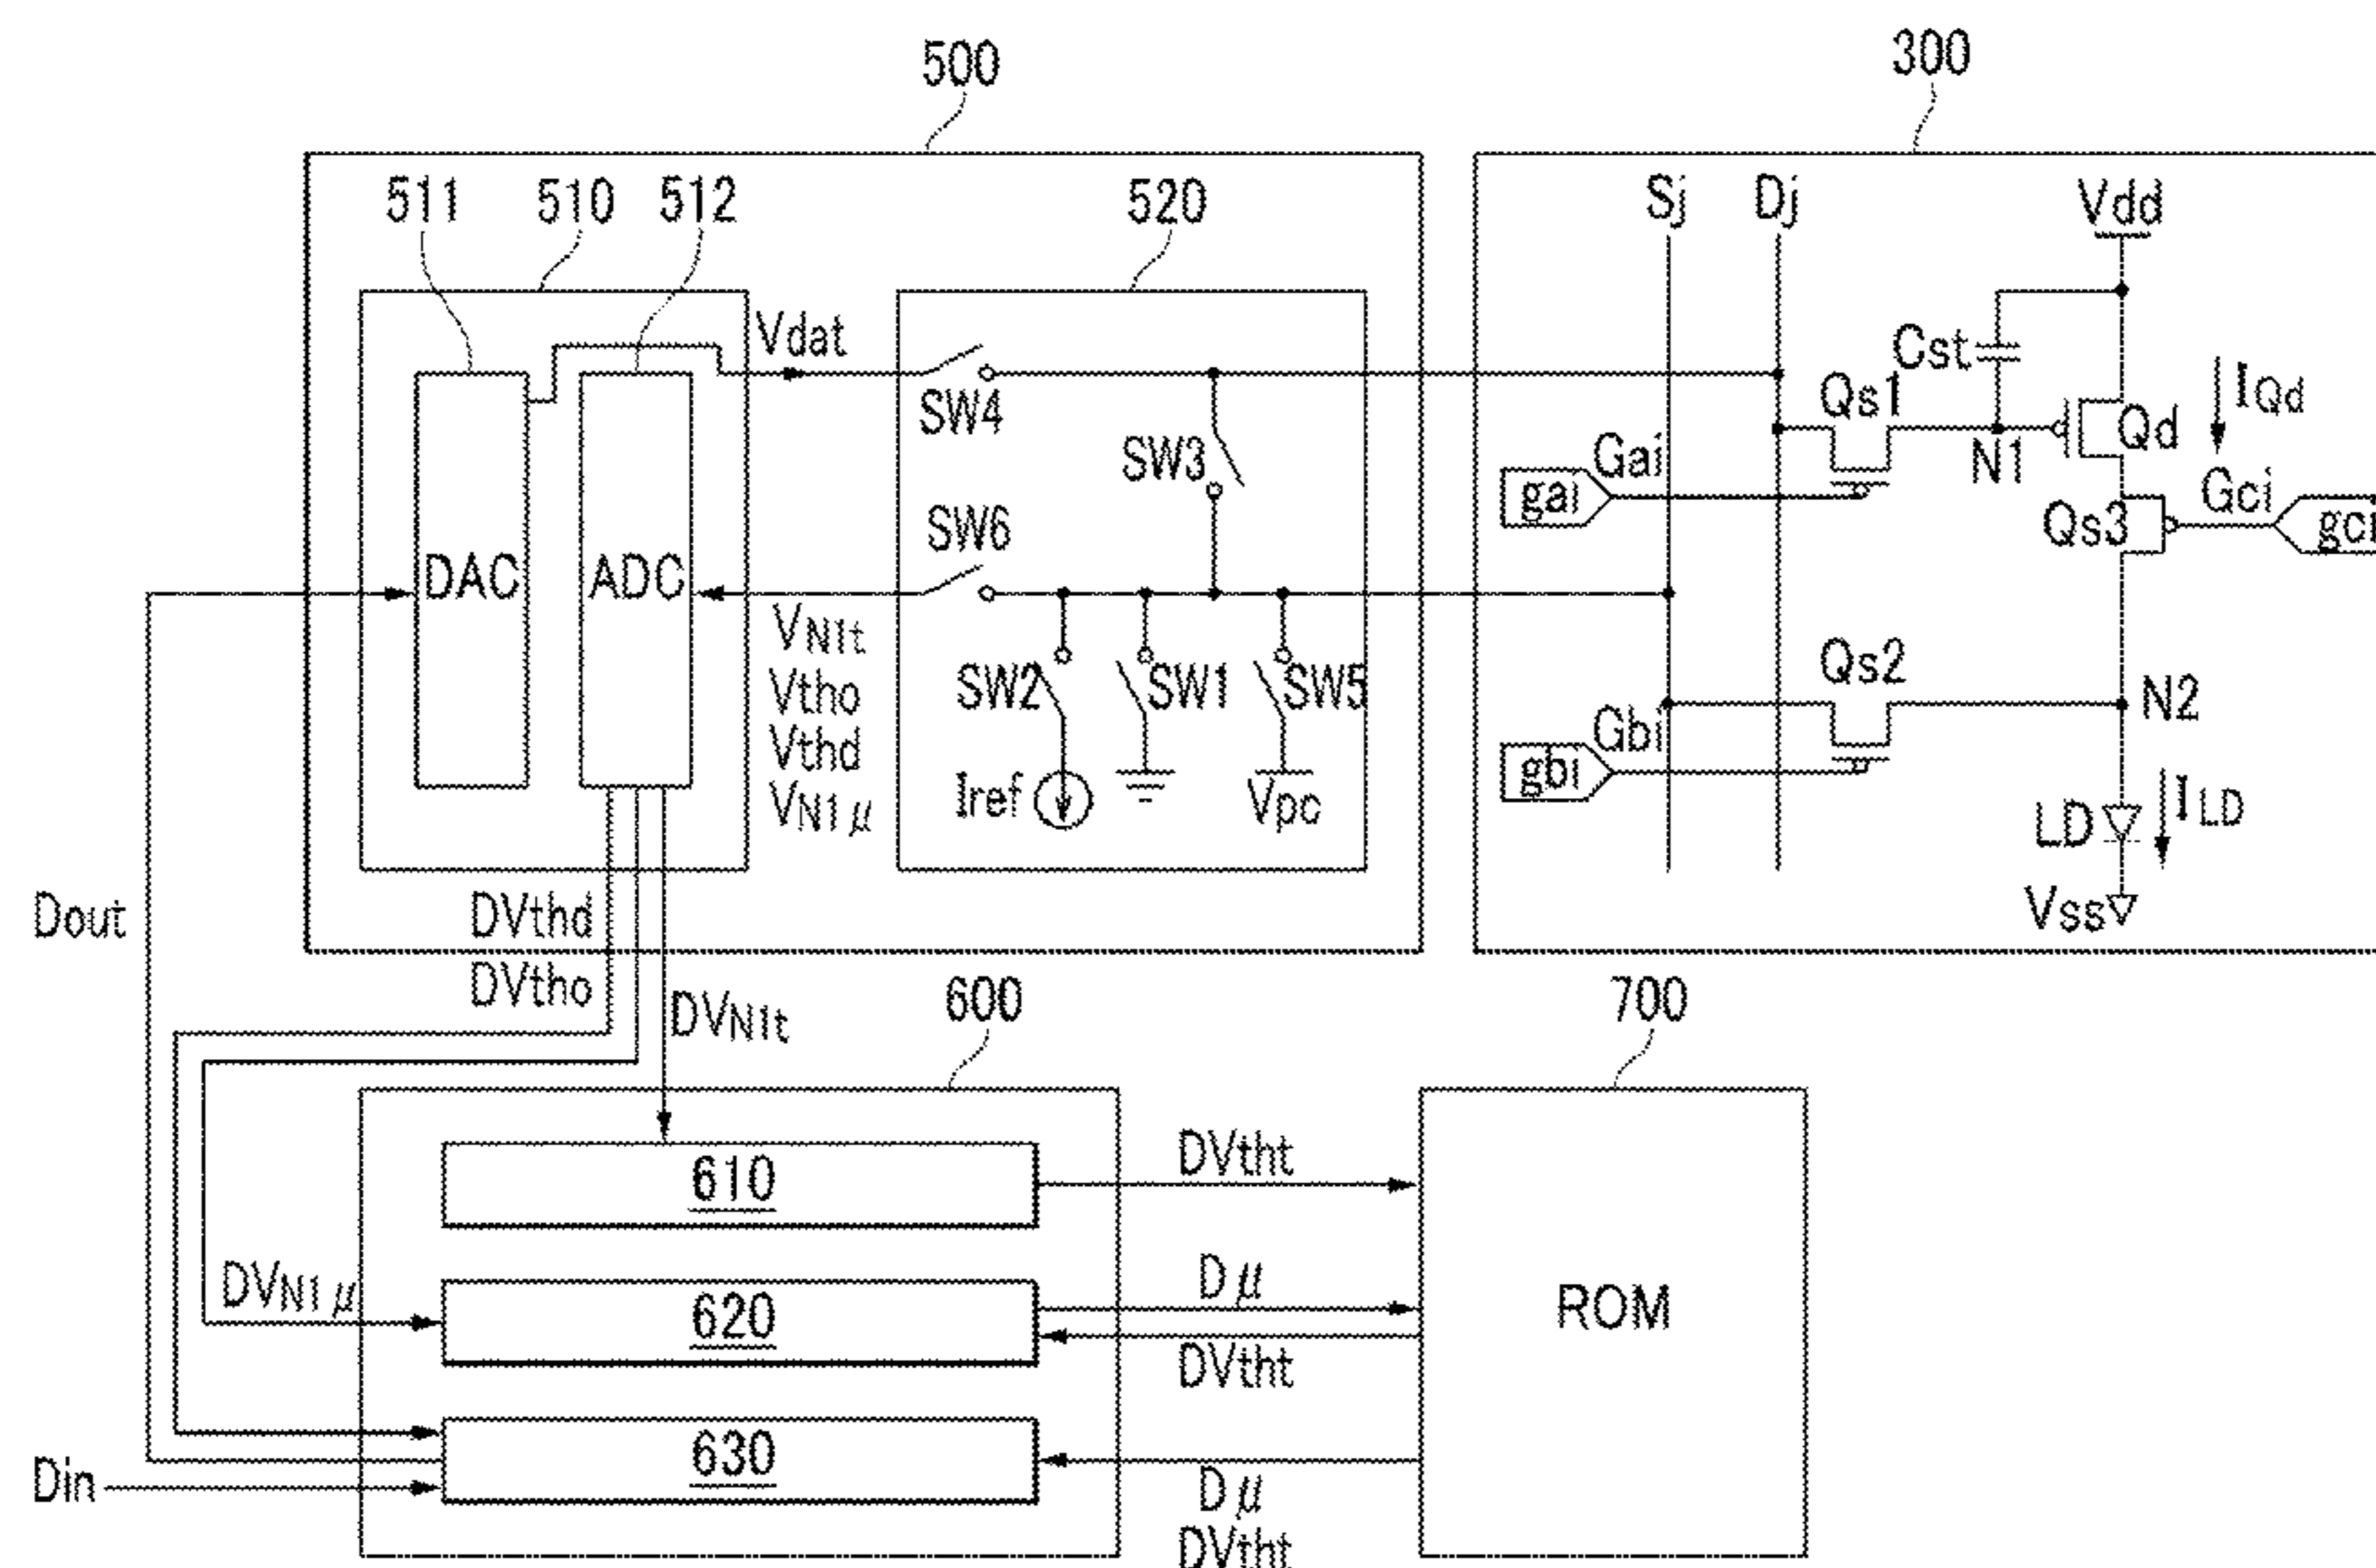 500
300
511
510
512
520
Sj
Dj
Vdd
Vdat
Cst
Qs1
IQd
SW4
Qd
SW3
Gai
N1
gai
Gci
SW6
Qs3
gci
DAC
ADC
VN1t
Qs2
SW2
SW1
SW5
Vtho
N2
Gbi
Vthd
gbi
Iref
Vpc
VN1μ
LD
ILD
Dout
DVthd
Vss
DVtho
DVN1t
600
700
610
DVtht
DVN1μ
620
Dμ
ROM
DVtht
630
Din
Dμ
DVtht